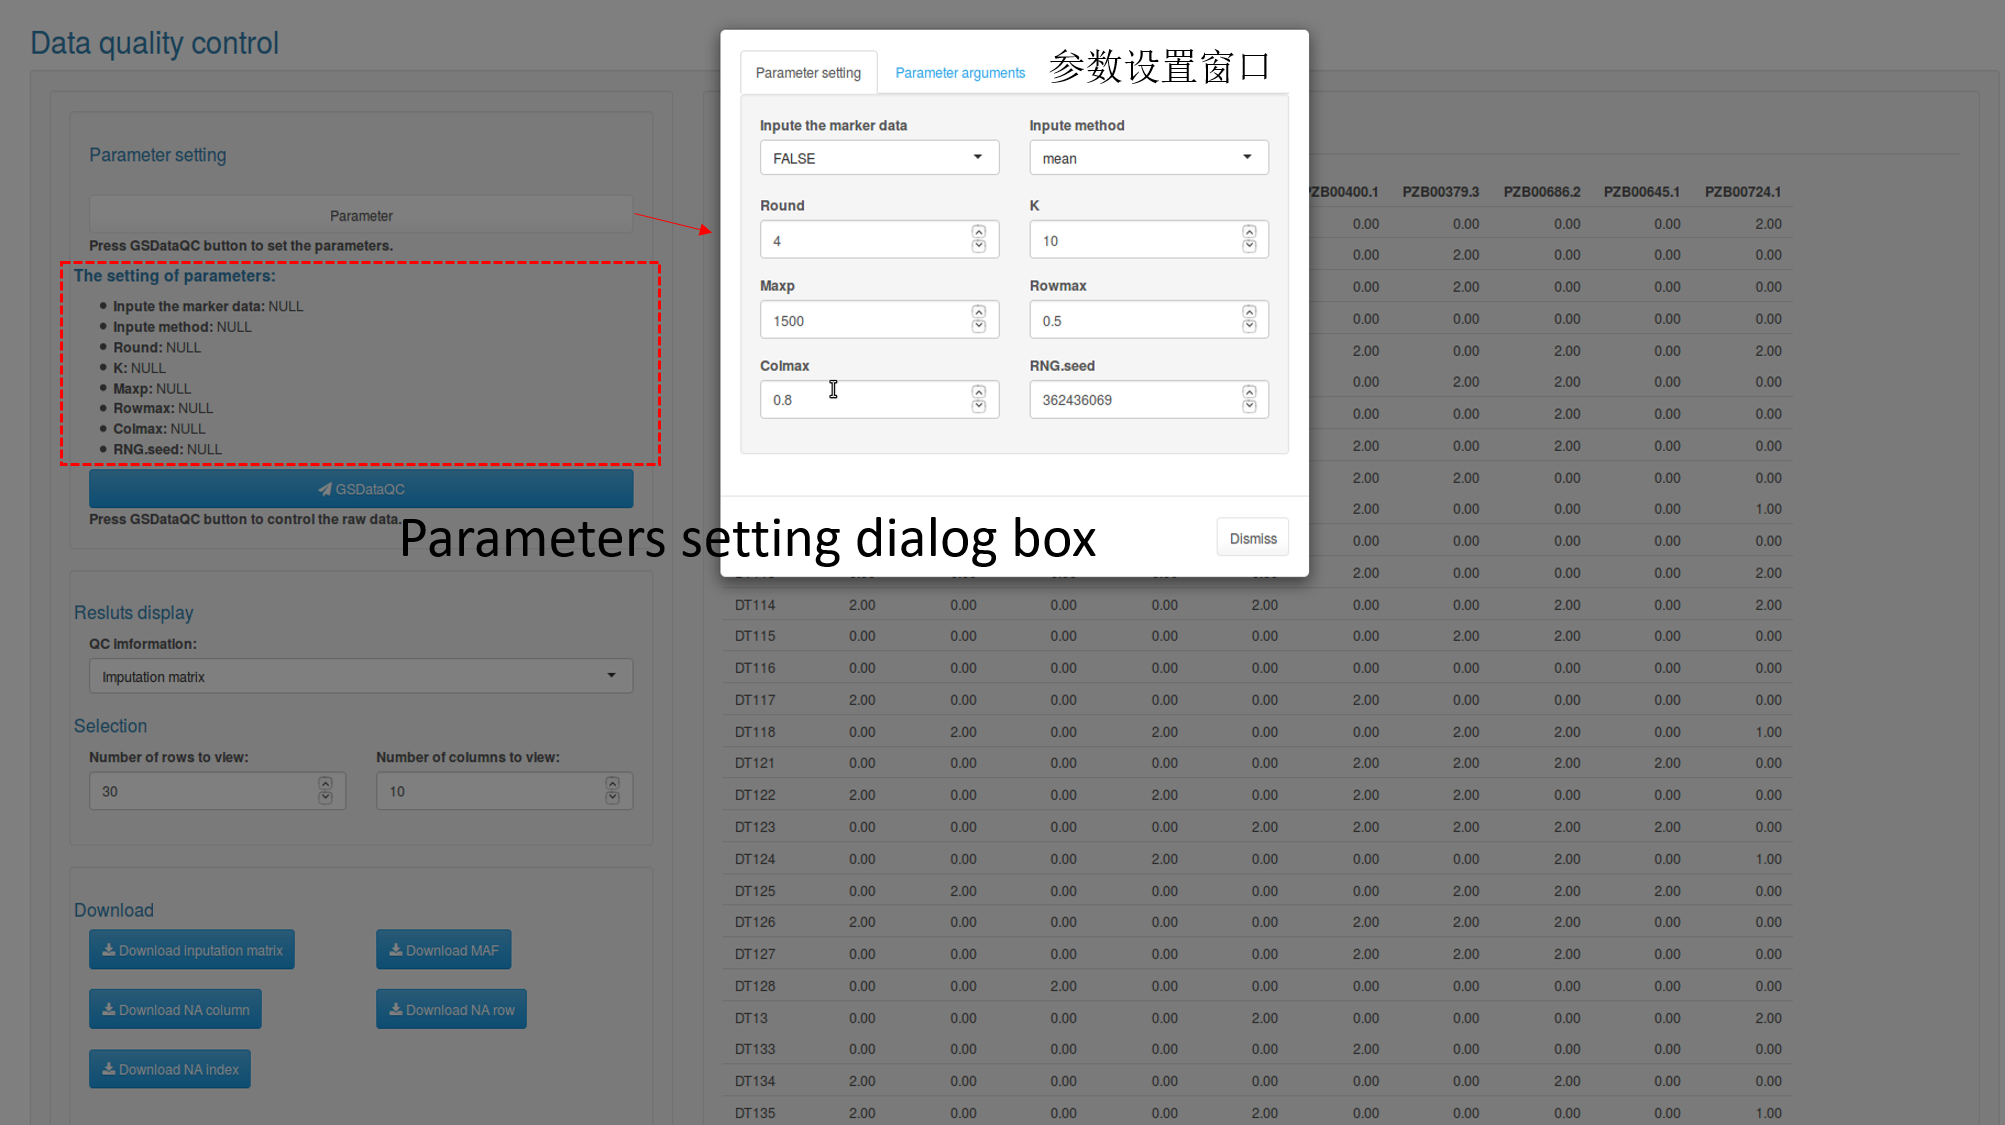 Data quality control
Parameter setting
Parameter
Press GSDataQC button to set the parameters.
The setting of parameters:
Inpute the marker data: NULL
Inpute method: NULL
Round: NULL
K: NULL
Maxp: NULL
Rowmax: NULL
Colmax: NULL
RNG.seed: NULL
GSDataQC
Press GSDataQC button to control the raw data.
Resluts display
QC imformation:
Imputation matrix
Selection
Number of rows to view: Number of columns to view:
30 10
Download
Download inputation matrix Download MAF
Download NA column Download NA row
Download NA index
Parameter setting Parameter arguments 参数设置窗口
Inpute the marker data Inpute method
FALSE mean
Round K
4 10
Maxp Rowmax
1500 0.5
Colmax RNG.seed
0.8 362436069
Parameters setting dialog box
Dismiss
PZB00379.3 PZB00686.2 PZB00645.1 PZB00724.1
0.00 0.00 0.00 0.00 2.00
0.00 2.00 0.00 0.00 0.00
0.00 2.00 0.00 0.00 0.00
0.00 0.00 0.00 0.00 0.00
2.00 0.00 2.00 0.00 2.00
0.00 2.00 2.00 0.00 0.00
0.00 0.00 2.00 0.00 0.00
2.00 0.00 2.00 0.00 0.00
2.00 2.00 0.00 0.00 0.00
2.00 0.00 0.00 0.00 1.00
0.00 0.00 0.00 0.00 0.00
2.00 0.00 0.00 0.00 2.00
DT114 2.00 0.00 0.00 0.00 2.00 0.00 0.00 2.00 0.00 2.00
DT115 0.00 0.00 0.00 0.00 0.00 0.00 2.00 2.00 0.00 0.00
DT116 0.00 0.00 0.00 0.00 0.00 0.00 0.00 0.00 0.00 0.00
DT117 2.00 0.00 0.00 0.00 0.00 2.00 0.00 0.00 0.00 0.00
DT118 0.00 2.00 0.00 2.00 0.00 0.00 2.00 2.00 0.00 1.00
DT121 0.00 0.00 0.00 0.00 0.00 2.00 2.00 2.00 2.00 0.00
DT122 2.00 0.00 0.00 2.00 0.00 2.00 2.00 0.00 0.00 0.00
DT123 0.00 0.00 0.00 0.00 2.00 2.00 2.00 2.00 2.00 0.00
DT124 0.00 0.00 0.00 2.00 0.00 0.00 0.00 2.00 0.00 1.00
DT125 0.00 2.00 0.00 0.00 0.00 0.00 2.00 2.00 2.00 0.00
DT126 2.00 0.00 0.00 0.00 0.00 2.00 2.00 2.00 0.00 0.00
DT127 0.00 0.00 0.00 0.00 0.00 2.00 2.00 2.00 0.00 0.00
DT128 0.00 0.00 2.00 0.00 0.00 0.00 0.00 0.00 0.00 0.00
DT13 0.00 0.00 0.00 0.00 2.00 0.00 0.00 0.00 0.00 2.00
DT133 0.00 0.00 0.00 0.00 0.00 2.00 0.00 0.00 0.00 0.00
DT134 2.00 0.00 0.00 0.00 0.00 0.00 0.00 2.00 0.00 0.00
DT135 2.00 0.00 0.00 0.00 2.00 0.00 0.00 0.00 0.00 1.00